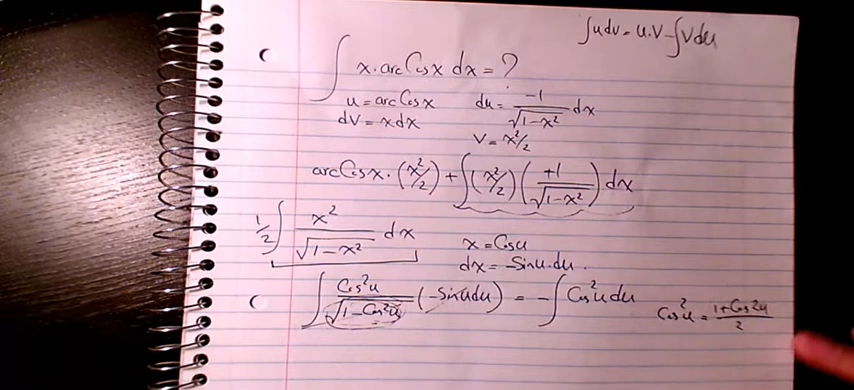 ∫udv = u.v - ∫vdu
∫ x.arcCosx dx = ?
u = arcCosx du = -1/√(1-x²) dx
dv = xdx v = x²/2
arcCosx.(x²/2) + ∫(x²/2)(+1/√(1-x²)) dx
1/2 ∫ x²/√(1-x²) dx x = Cosu
dx = -Sinu.du.
∫ Cos²u/√(1-Cos²u) (-sinudu) = -∫Cos²u du Cos²u = (1+Cos2u)/2